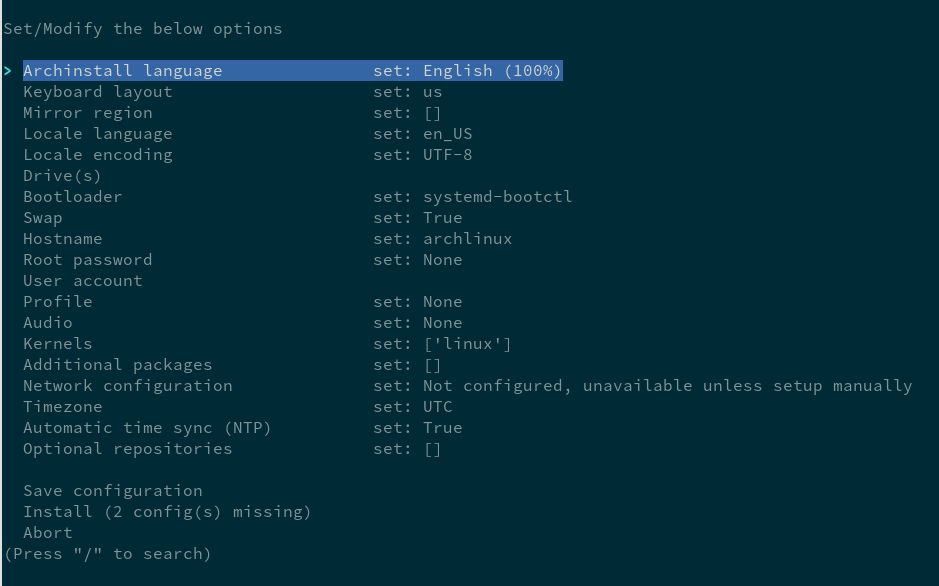 Set/Modify the below options
> Archinstall language set: English (100%)
Keyboard layout set: us
Mirror region set: []
Locale language set: en_US
Locale encoding set: UTF-8
Drive(s)
Bootloader set: systemd-bootctl
Swap set: True
Hostname set: archlinux
Root password set: None
User account
Profile set: None
Audio set: None
Kernels set: ['linux']
Additional packages set: []
Network configuration set: Not configured, unavailable unless setup manually
Timezone set: UTC
Automatic time sync (NTP) set: True
Optional repositories set: []
Save configuration
Install (2 config(s) missing)
Abort
(Press "/" to search)